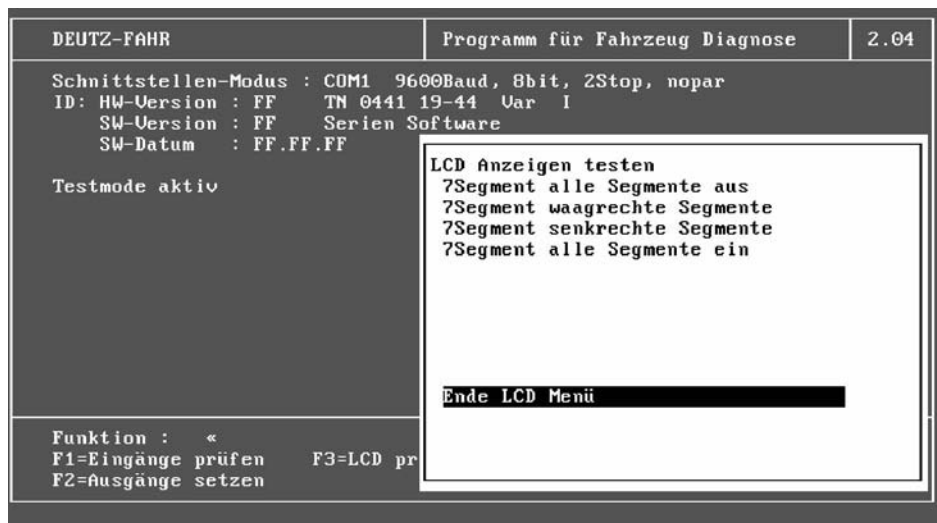 DEUTZ-FAHR Programm für Fahrzeug Diagnose 2.04
Schnittstellen-Modus : COM1 9600Baud, 8bit, 2Stop, nopar
ID: HW-Version : FF TN 0441 19-44 Var I
SW-Version : FF Serien Software
SW-Datum : FF.FF.FF
Testmode aktiv
LCD Anzeigen testen
7Segment alle Segmente aus
7Segment waagrechte Segmente
7Segment senkrechte Segmente
7Segment alle Segmente ein
Ende LCD Menü
Funktion : «
F1=Eingänge prüfen F3=LCD pr
F2=Ausgänge setzen